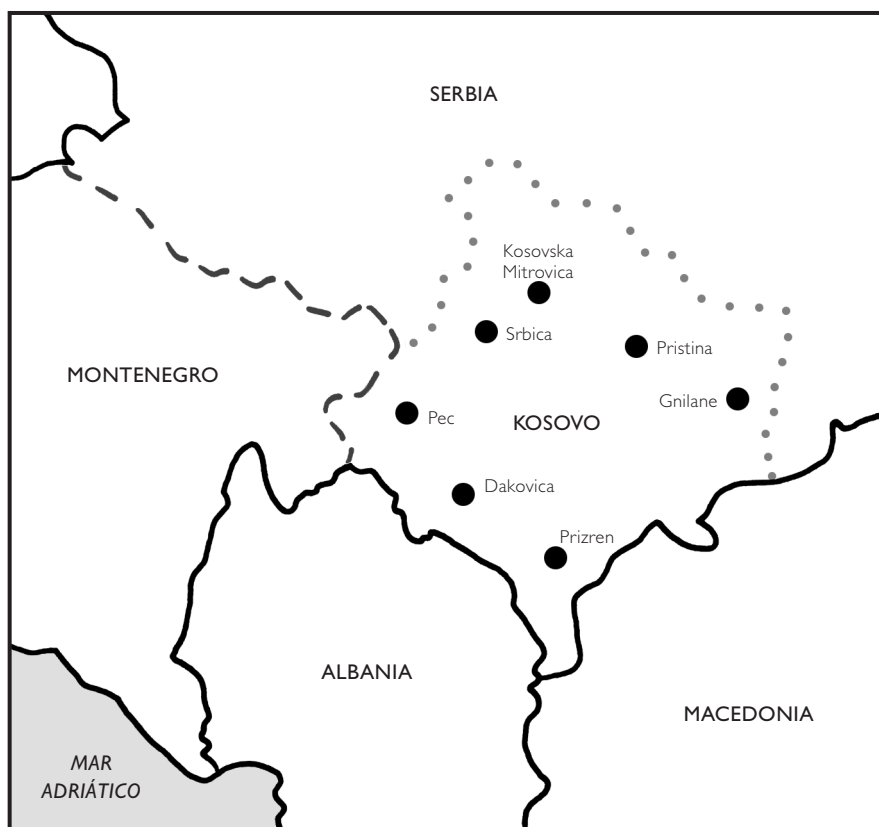 SERBIA
Kosovska
Mitrovica
Srbica
Pristina
MONTENEGRO
Gnilane
Pec
KOSOVO
Dakovica
Prizren
ALBANIA
MACEDONIA
MAR
ADRIÁTICO